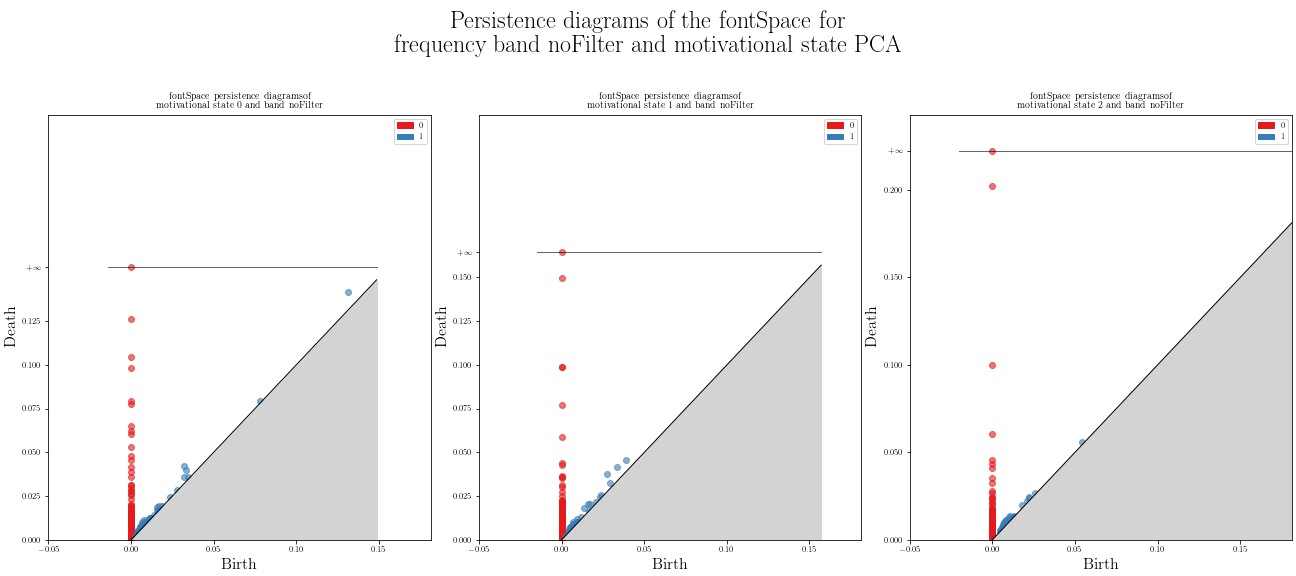 Persistence diagrams of the fontSpace for
frequency band noFilter and motivational state PCA
fontSpace persistence diagramsof
motivational state 0 and band noFilter
0
1
+∞
0.125
0.100
0.075
0.050
0.025
0.000
Death
−0.05 0.00 0.05 0.10 0.15
Birth
fontSpace persistence diagramsof
motivational state 1 and band noFilter
0
1
+∞
0.150
0.125
0.100
0.075
0.050
0.025
0.000
Death
−0.05 0.00 0.05 0.10 0.15
Birth
fontSpace persistence diagramsof
motivational state 2 and band noFilter
0
1
+∞
0.200
0.150
0.100
0.050
0.000
Death
−0.05 0.00 0.05 0.10 0.15
Birth